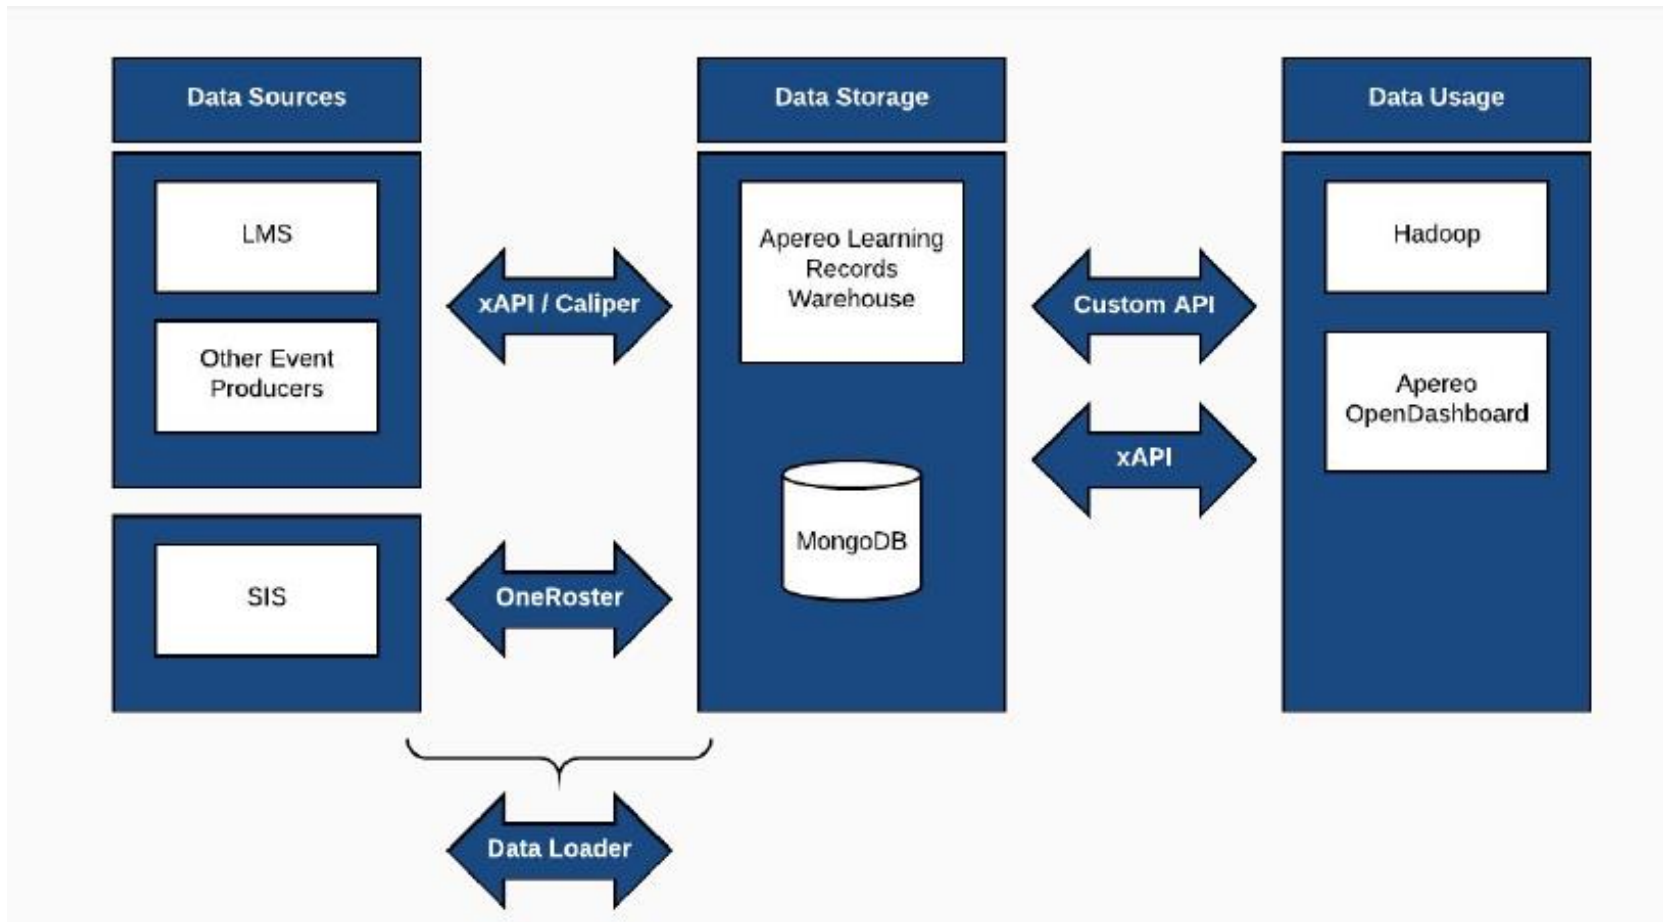 Data Sources
Data Storage
Data Usage
LMS
Other Event
Producers
SIS
xAPI / Caliper
OneRoster
Data Loader
Apereo Learning
Records
Warehouse
MongoDB
Custom API
xAPI
Hadoop
Apereo
OpenDashboard